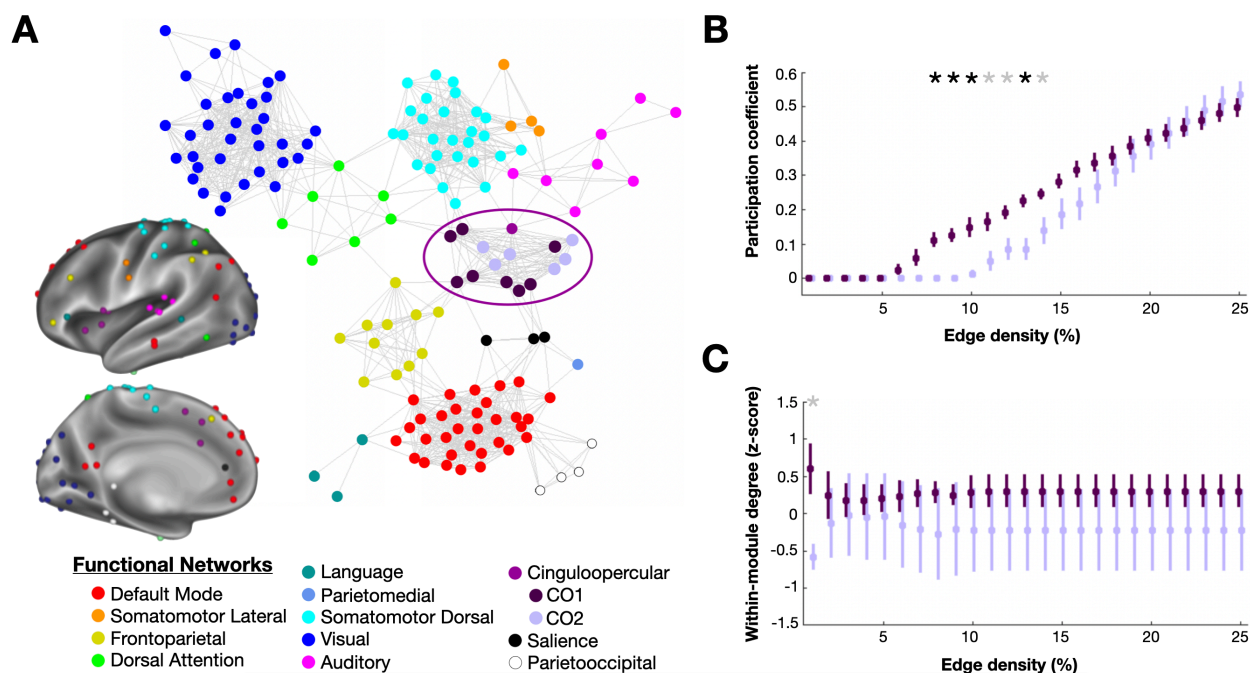 A
B
0.6
0.5
0.4
0.3
0.2
0.1
0
Participation coefficient
* * * * * * *
5
10
15
20
25
Edge density (%)
C
1.5
1
0.5
0
-0.5
-1
-1.5
Within-module degree (z-score)
*
5
10
15
20
25
Edge density (%)
Functional Networks
Default Mode
Somatomotor Lateral
Frontoparietal
Dorsal Attention
Language
Parietomedial
Somatomotor Dorsal
Visual
Auditory
Cinguloopercular
CO1
CO2
Salience
Parietooccipital